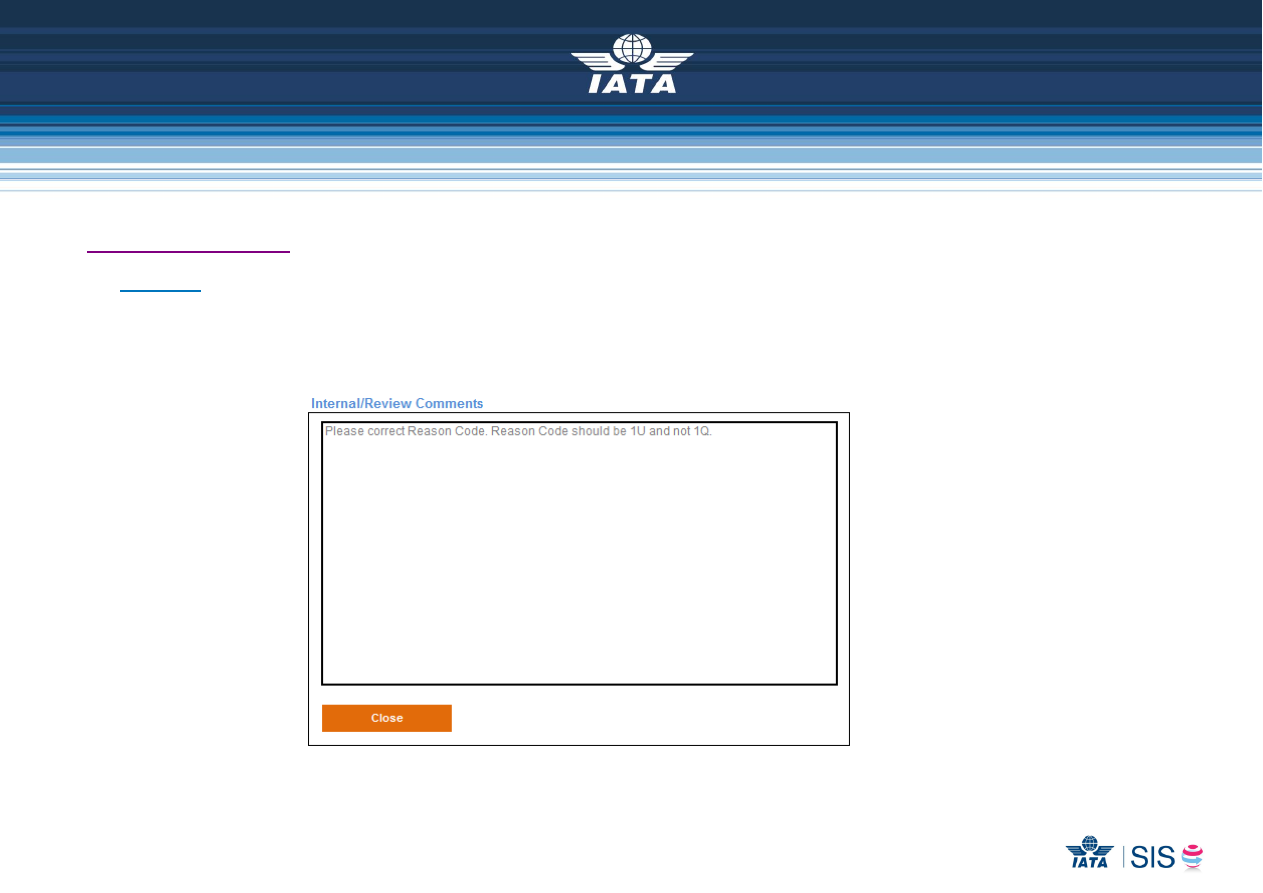 IATA
Internal/Review Comments
Please correct Reason Code. Reason Code should be 1U and not 1Q.
Close
IATA | SIS